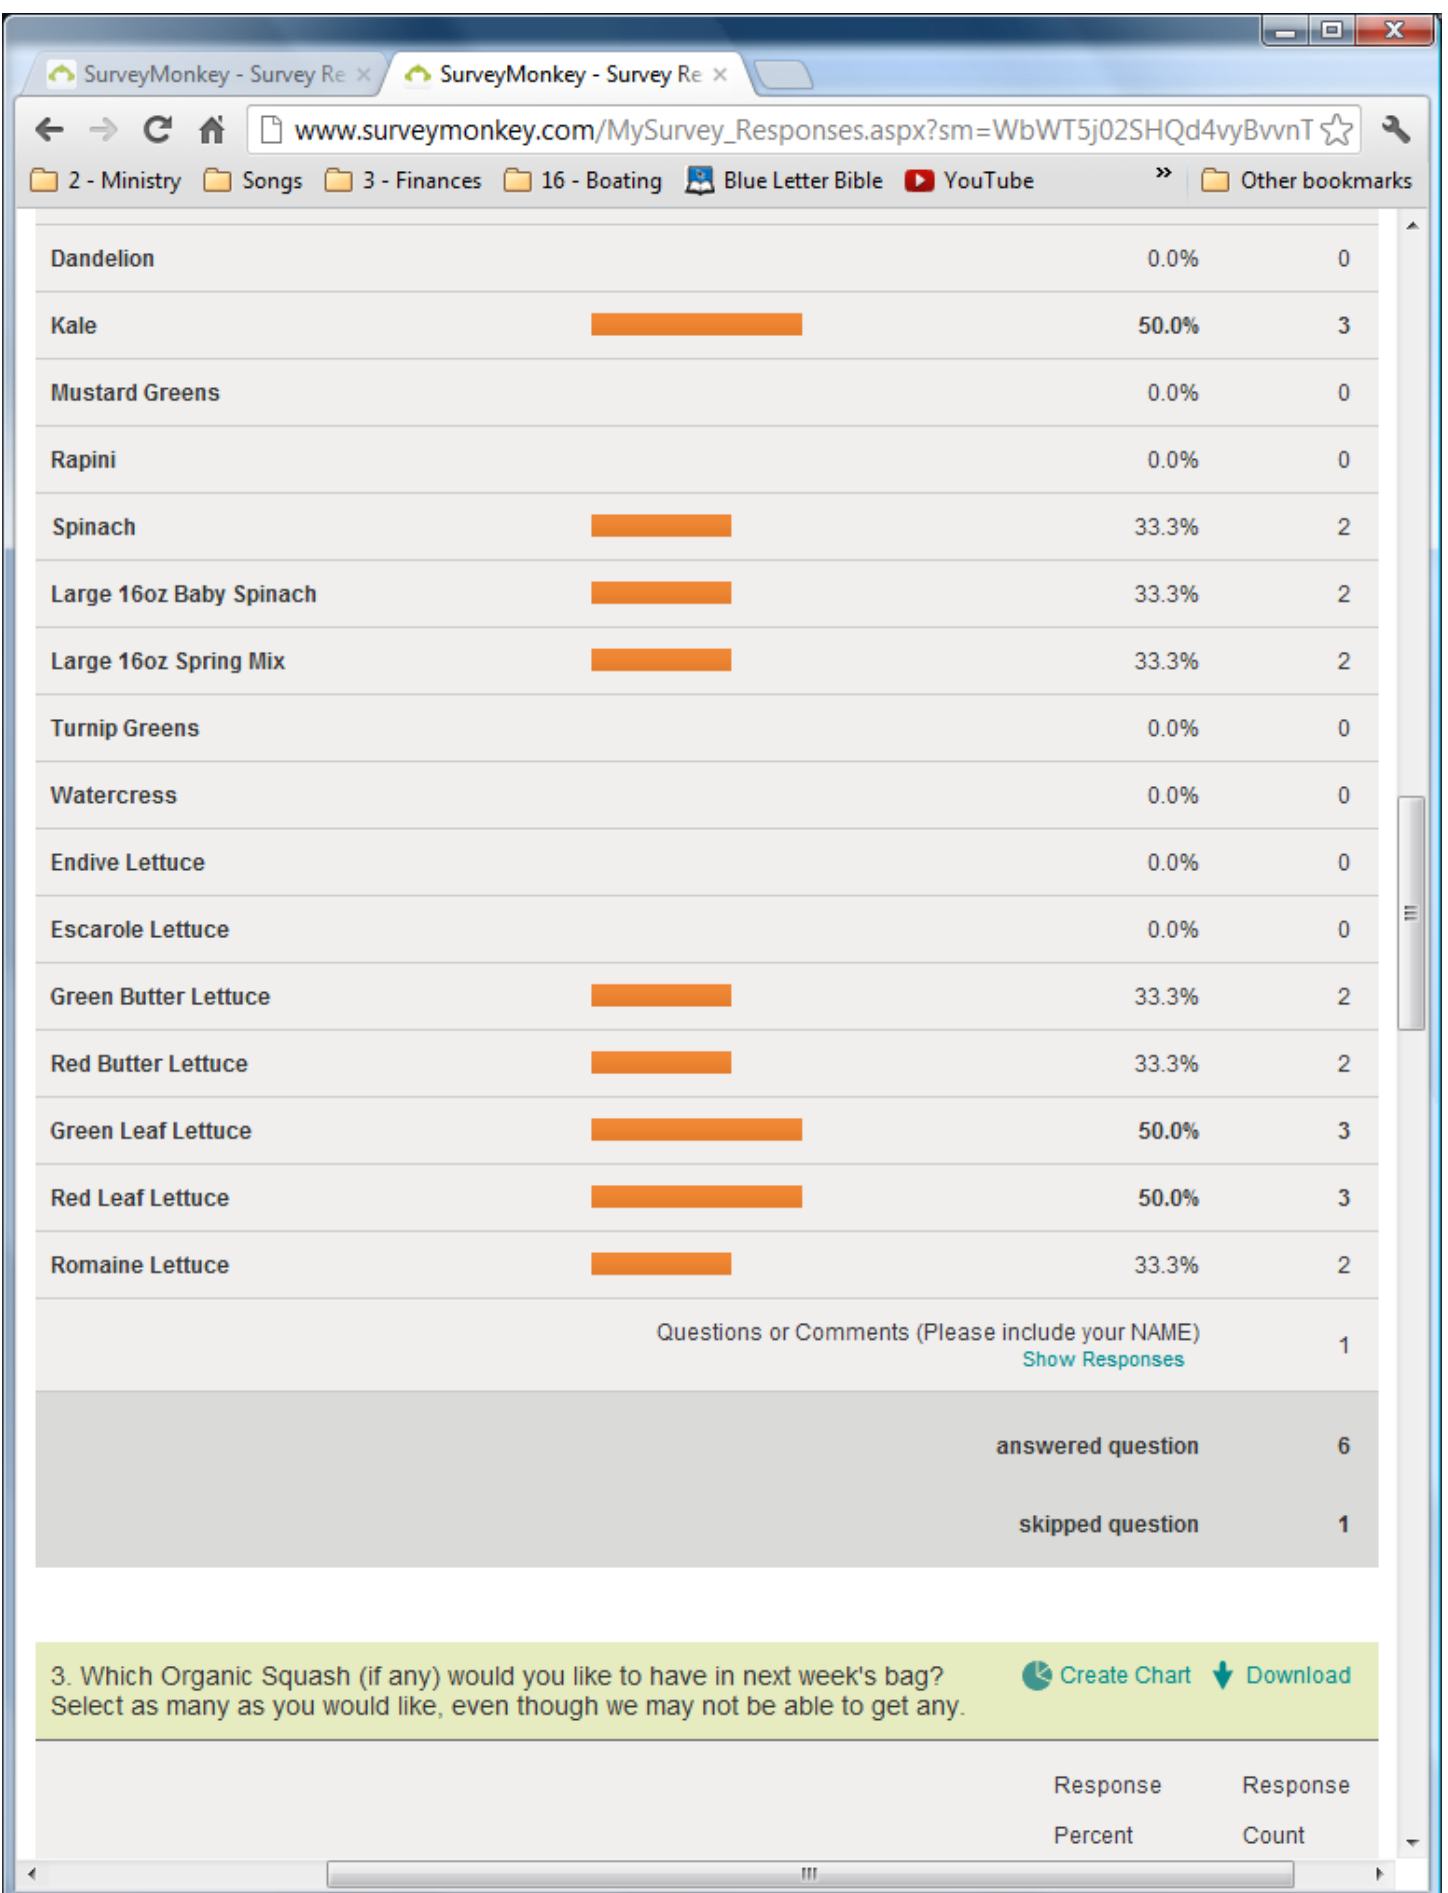 SurveyMonkey - Survey Re
SurveyMonkey - Survey Re
www.surveymonkey.com/MySurvey_Responses.aspx?sm=WbWT5j02SHQd4vyBvvnT
2 - Ministry Songs 3 - Finances 16 - Boating Blue Letter Bible YouTube » Other bookmarks
Dandelion 0.0% 0
Kale 50.0% 3
Mustard Greens 0.0% 0
Rapini 0.0% 0
Spinach 33.3% 2
Large 16oz Baby Spinach 33.3% 2
Large 16oz Spring Mix 33.3% 2
Turnip Greens 0.0% 0
Watercress 0.0% 0
Endive Lettuce 0.0% 0
Escarole Lettuce 0.0% 0
Green Butter Lettuce 33.3% 2
Red Butter Lettuce 33.3% 2
Green Leaf Lettuce 50.0% 3
Red Leaf Lettuce 50.0% 3
Romaine Lettuce 33.3% 2
Questions or Comments (Please include your NAME) 1
Show Responses
answered question 6
skipped question 1
3. Which Organic Squash (if any) would you like to have in next week's bag? Create Chart Download
Select as many as you would like, even though we may not be able to get any.
Response Response
Percent Count